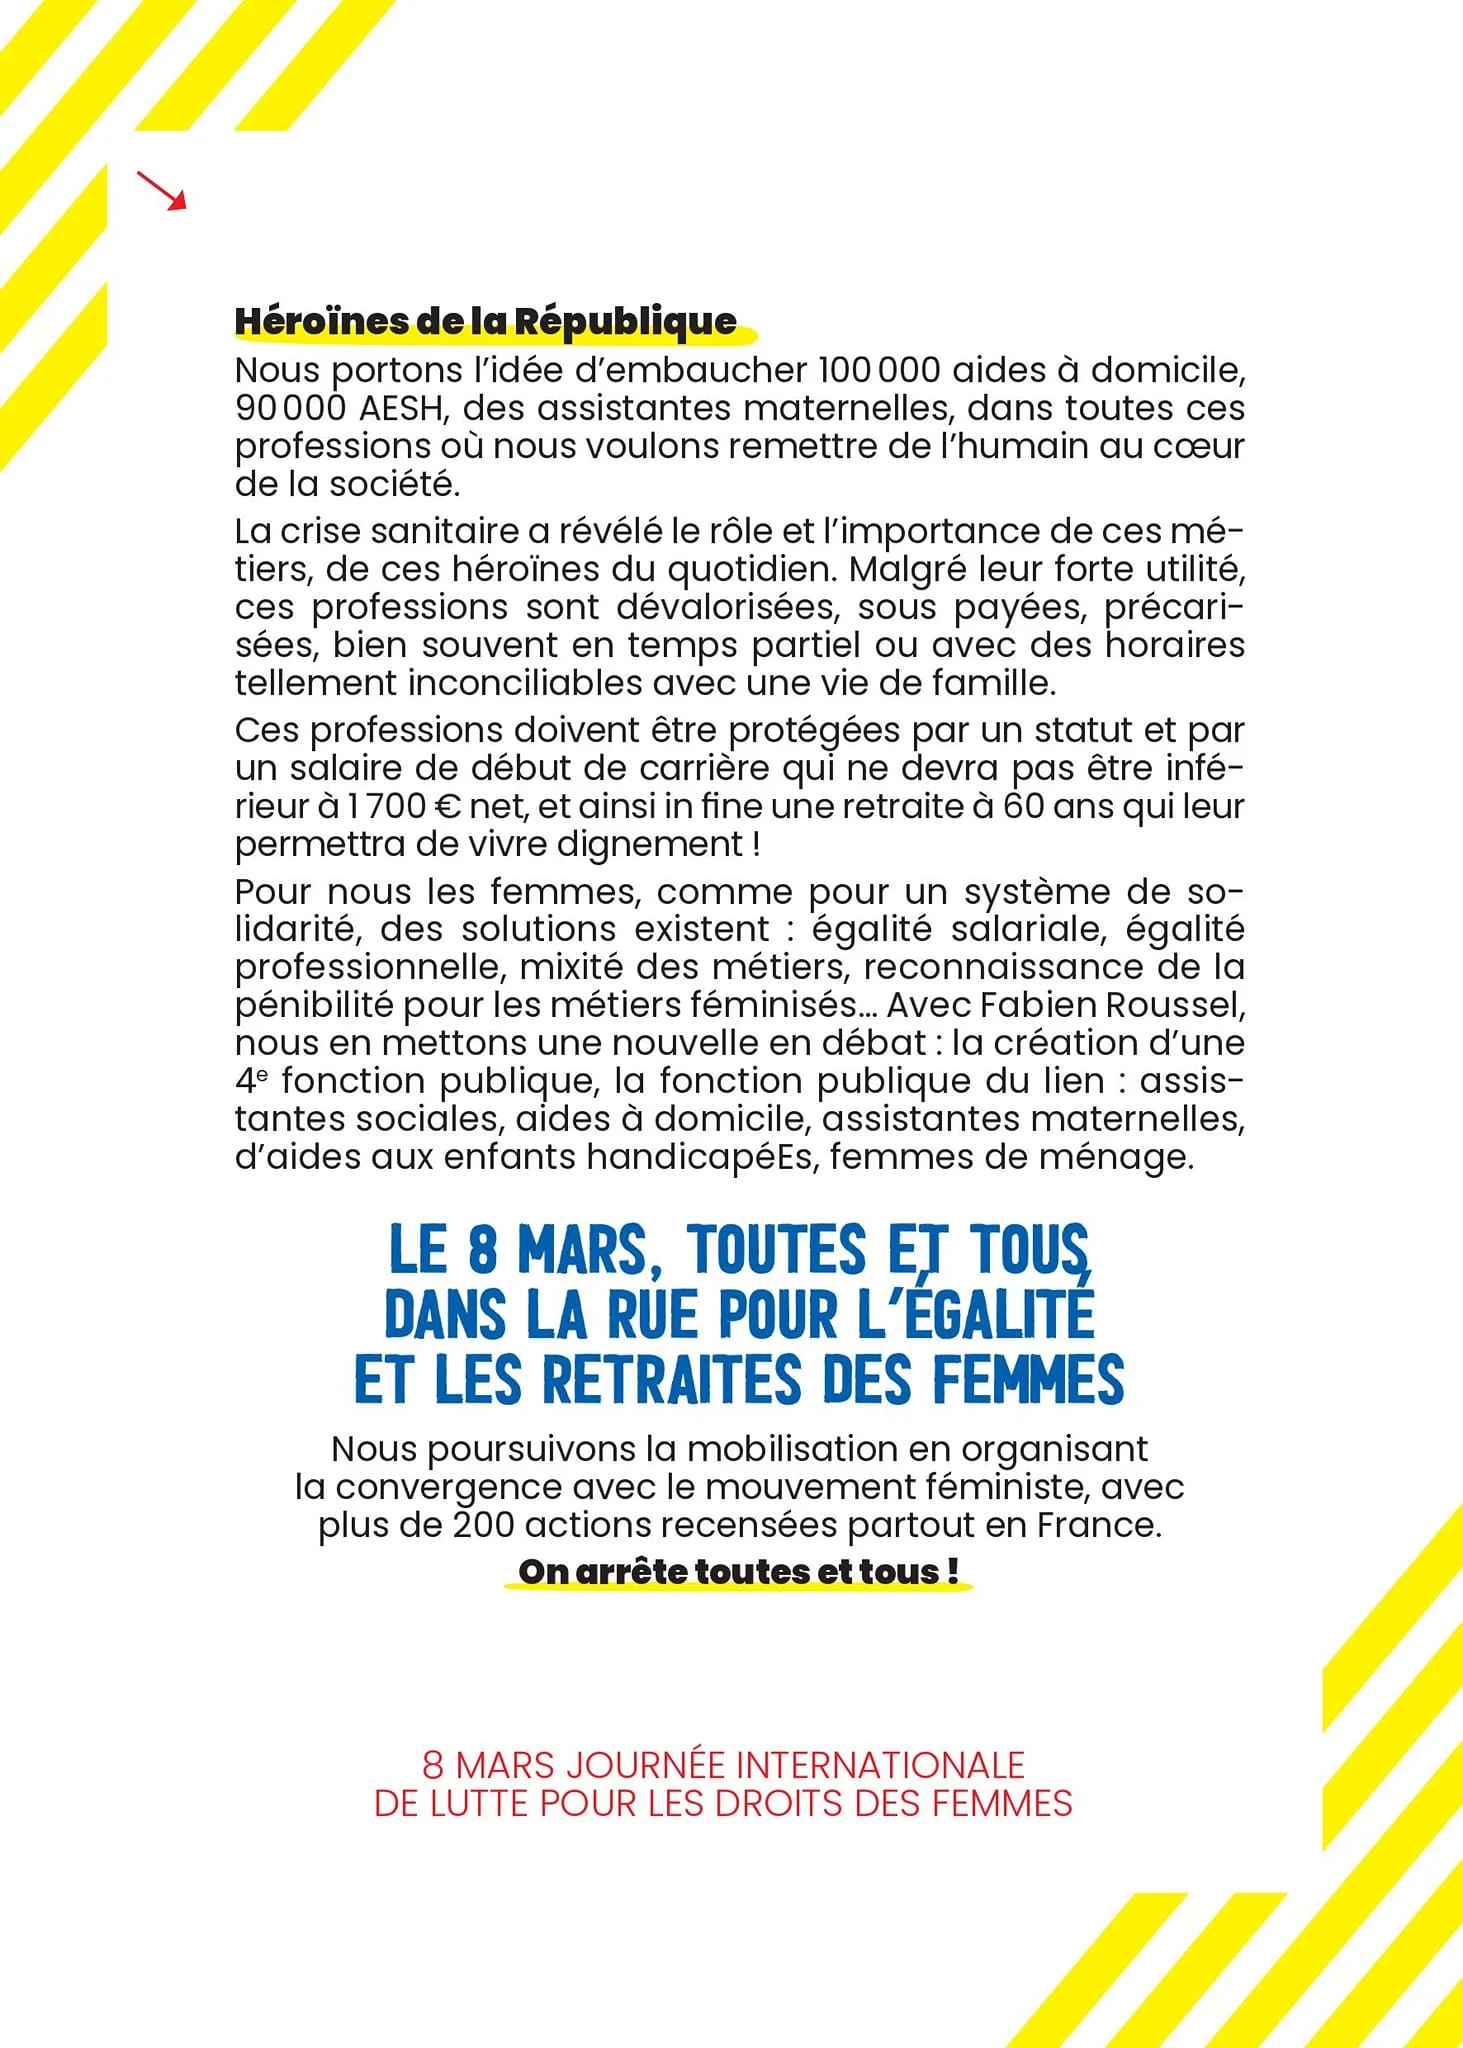 Héroïnes de la République
Nous portons l’idée d’embaucher 100 000 aides à domicile,
90 000 AESH, des assistantes maternelles, dans toutes ces
professions où nous voulons remettre de l’humain au cœur
de la société.
La crise sanitaire a révélé le rôle et l’importance de ces mé-
tiers, de ces héroïnes du quotidien. Malgré leur forte utilité,
ces professions sont dévalorisées, sous payées, précari-
sées, bien souvent en temps partiel ou avec des horaires
tellement inconciliables avec une vie de famille.
Ces professions doivent être protégées par un statut et par
un salaire de début de carrière qui ne devra pas être infé-
rieur à 1 700 € net, et ainsi in fine une retraite à 60 ans qui leur
permettra de vivre dignement !
Pour nous les femmes, comme pour un système de so-
lidarité, des solutions existent : égalité salariale, égalité
professionnelle, mixité des métiers, reconnaissance de la
pénibilité pour les métiers féminisés... Avec Fabien Roussel,
nous en mettons une nouvelle en débat : la création d’une
4e fonction publique, la fonction publique du lien : assis-
tantes sociales, aides à domicile, assistantes maternelles,
d’aides aux enfants handicapéEs, femmes de ménage.
LE 8 MARS, TOUTES ET TOUS
DANS LA RUE POUR L’ÉGALITÉ
ET LES RETRAITES DES FEMMES
Nous poursuivons la mobilisation en organisant
la convergence avec le mouvement féministe, avec
plus de 200 actions recensées partout en France.
On arrête toutes et tous !
8 MARS JOURNÉE INTERNATIONALE
DE LUTTE POUR LES DROITS DES FEMMES